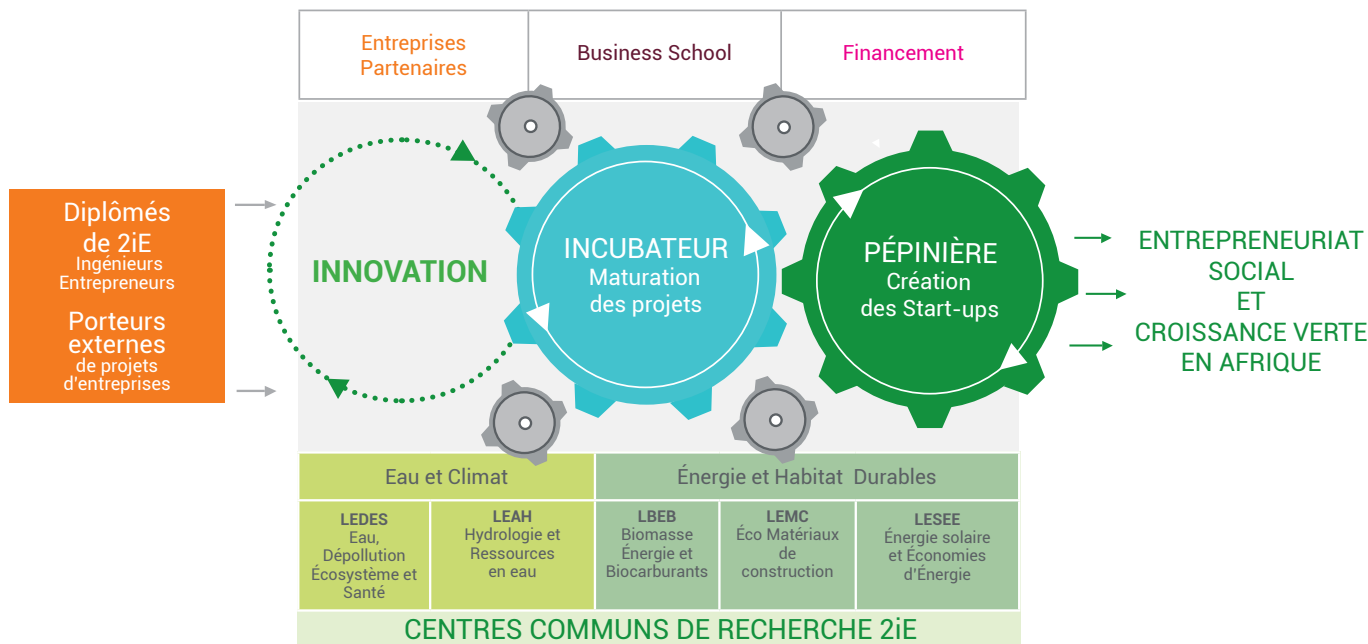 Entreprises
Partenaires
Business School
Financement
Diplômés
de 2iE
Ingénieurs
Entrepreneurs
Porteurs
externes
de projets
d'entreprises
INNOVATION
INCUBATEUR
Maturation
des projets
PÉPINIÈRE
Création
des Start-ups
ENTREPRENEURIAT
SOCIAL
ET
CROISSANCE VERTE
EN AFRIQUE
Eau et Climat
Énergie et Habitat Durables
LEDES
Eau,
Dépollution
Écosystème et
Santé
LEAH
Hydrologie et
Ressources
en eau
LBEB
Biomasse
Énergie et
Biocarburants
LEMC
Éco Matériaux
de
construction
LESEE
Énergie solaire
et Économies
d'Énergie
CENTRES COMMUNS DE RECHERCHE 2iE